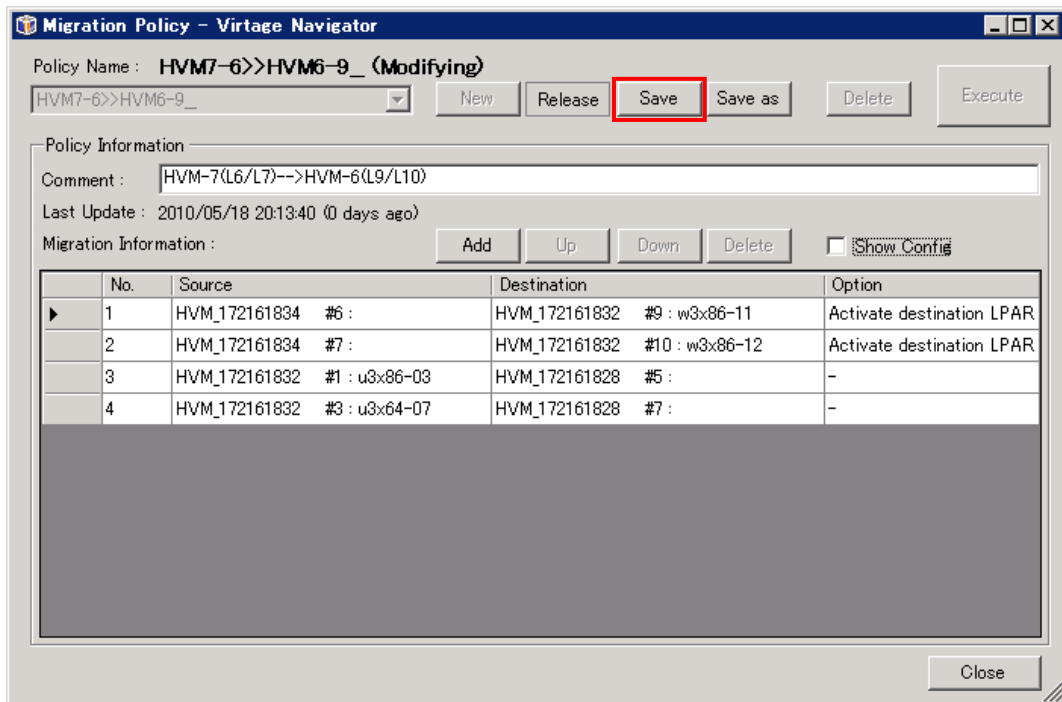 Migration Policy - Virtage Navigator
Policy Name : HVM7-6>>HVM6-9_ (Modifying)
HVM7-6>>HVM6-9_ New Release Save Save as Delete Execute
Policy Information
Comment : HVM-7(L6/L7)-->HVM-6(L9/L10)
Last Update : 2010/05/18 20:13:40 (0 days ago)
Migration Information : Add Up Down Delete Show Config
No. Source Destination Option
1 HVM_172161834 #6 : HVM_172161832 #9 : w3x86-11 Activate destination LPAR
2 HVM_172161834 #7 : HVM_172161832 #10 : w3x86-12 Activate destination LPAR
3 HVM_172161832 #1 : u3x86-03 HVM_172161828 #5 : -
4 HVM_172161832 #3 : u3x64-07 HVM_172161828 #7 : -
Close